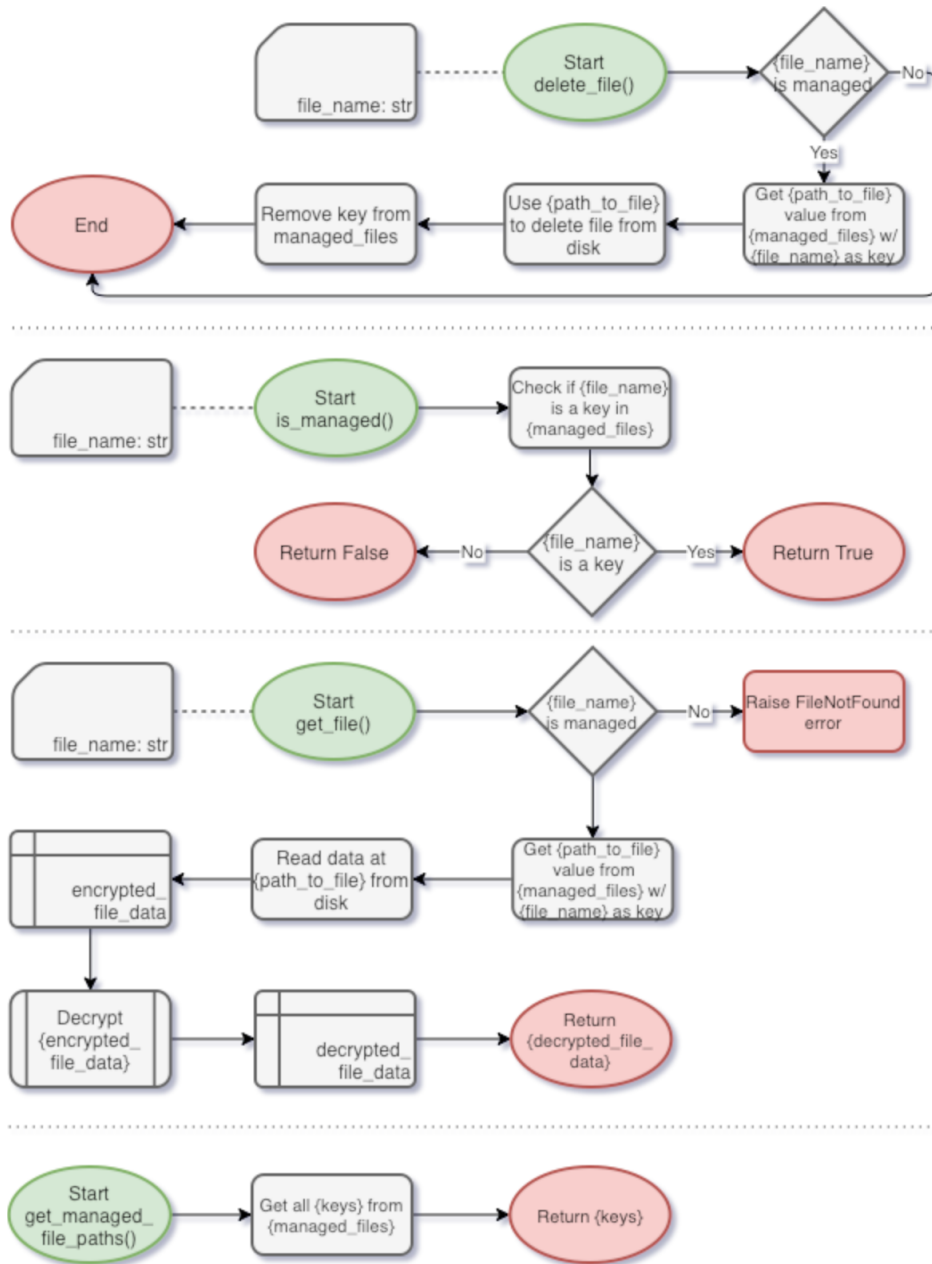 file_name: str
Start
delete_file()
{file_name}
is managed
No
Yes
End
Remove key from
managed_files
Use {path_to_file}
to delete file from
disk
Get {path_to_file}
value from
{managed_files} w/
{file_name} as key
file_name: str
Start
is_managed()
Check if {file_name}
is a key in
{managed_files}
Return False
No
{file_name}
is a key
Yes
Return True
file_name: str
Start
get_file()
{file_name}
is managed
No
Raise FileNotFound
error
encrypted_
file_data
Read data at
{path_to_file} from
disk
Get {path_to_file}
value from
{managed_files} w/
{file_name} as key
Decrypt
{encrypted_
file_data}
decrypted_
file_data
Return
{decrypted_file_
data}
Start
get_managed_
file_paths()
Get all {keys} from
{managed_files}
Return {keys}